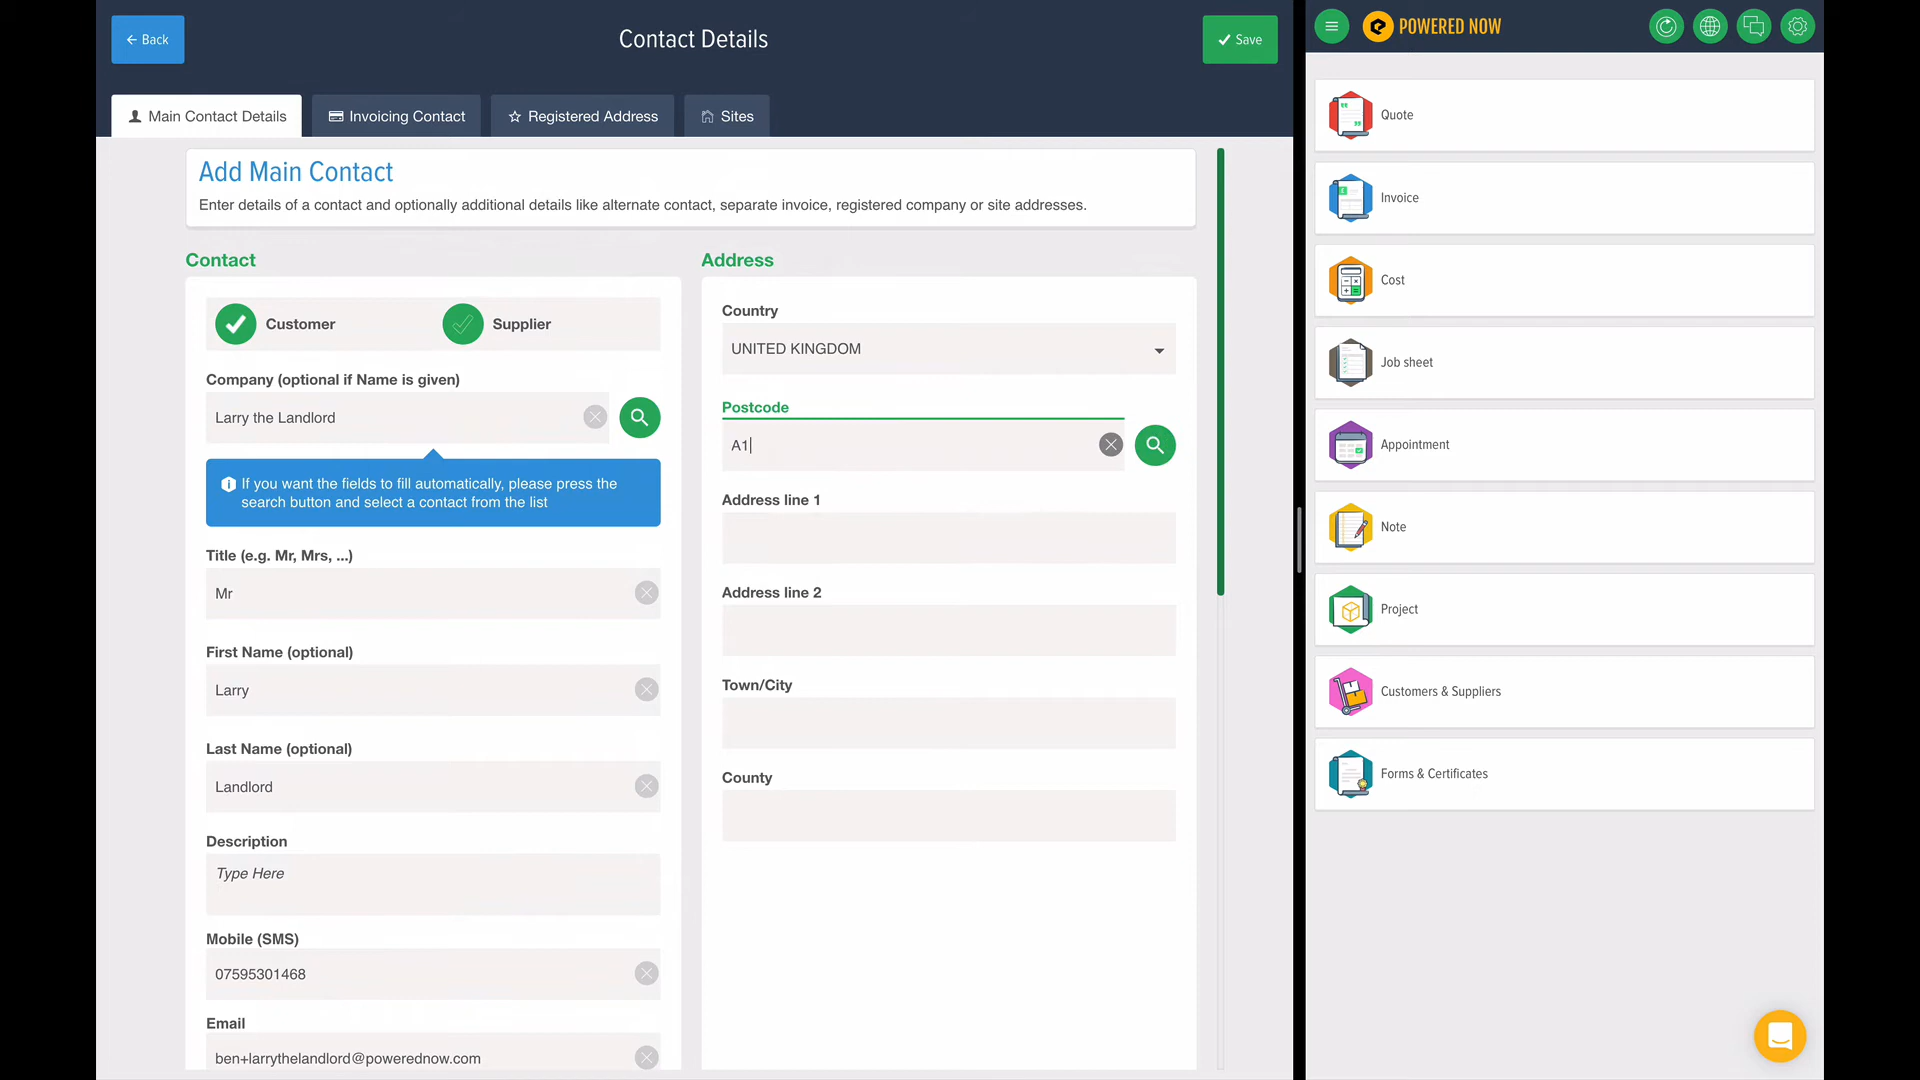 Back
Contact Details
Save
Main Contact Details
Invoicing Contact
Registered Address
Sites
Add Main Contact
Enter details of a contact and optionally additional details like alternate contact, separate invoice, registered company or site addresses.
Contact
Customer
Supplier
Company (optional if Name is given)
Larry the Landlord
If you want the fields to fill automatically, please press the
search button and select a contact from the list
Title (e.g. Mr, Mrs, ...)
Mr
First Name (optional)
Larry
Last Name (optional)
Landlord
Description
Type Here
Mobile (SMS)
07595301468
Email
ben+larrythelandlord@powerednow.com
Address
Country
UNITED KINGDOM
Postcode
A1
Address line 1
Address line 2
Town/City
County
POWERED NOW
Quote
Invoice
Cost
Job sheet
Appointment
Note
Project
Customers & Suppliers
Forms & Certificates